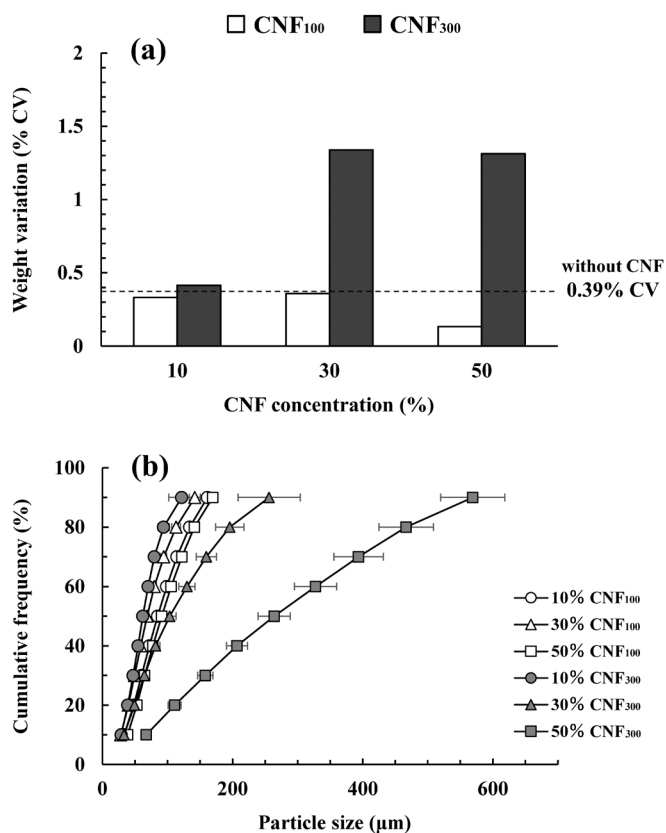 CNF100 CNF300
(a)
2
1.5
1
0.5
0
Weight variation (% CV)
without CNF
0.39% CV
10 30 50
CNF concentration (%)
(b)
100
80
60
40
20
0
Cumulative frequency (%)
10% CNF100
30% CNF100
50% CNF100
10% CNF300
30% CNF300
50% CNF300
0 200 400 600
Particle size (µm)